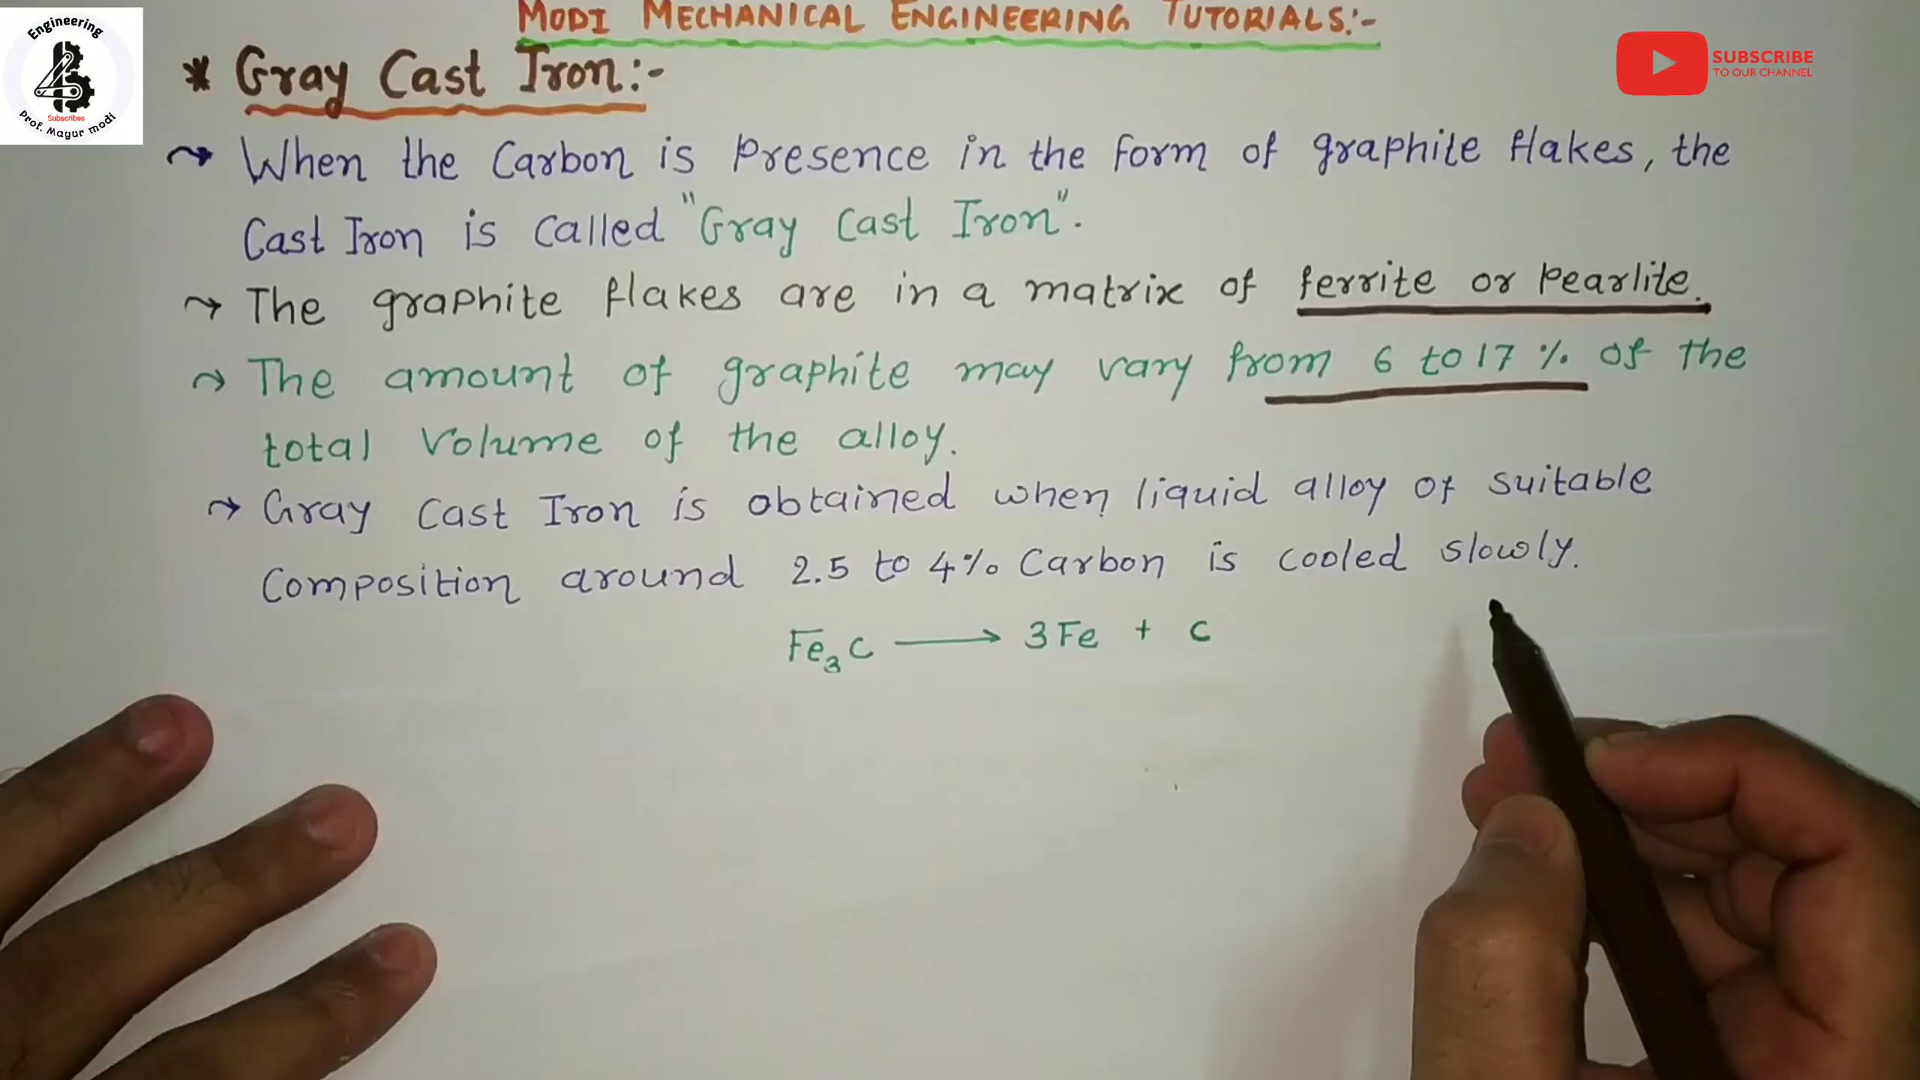 MODI MECHANICAL ENGINEERING TUTORIALS:-
Engineering
Subscribes
Prof. Mayur modi
SUBSCRIBE
TO OUR CHANNEL
* Gray Cast Iron:-
→ When the Carbon is Presence in the form of graphite flakes, the
Cast Iron is called "Gray Cast Iron".
→ The graphite flakes are in a matrix of ferrite or Pearlite.
→ The amount of graphite may vary from 6 to 17 % of the
total volume of the alloy.
→ Gray Cast Iron is obtained when liquid alloy of suitable
Composition around 2.5 to 4% Carbon is cooled slowly.
Fe₃C ⟶ 3Fe + C